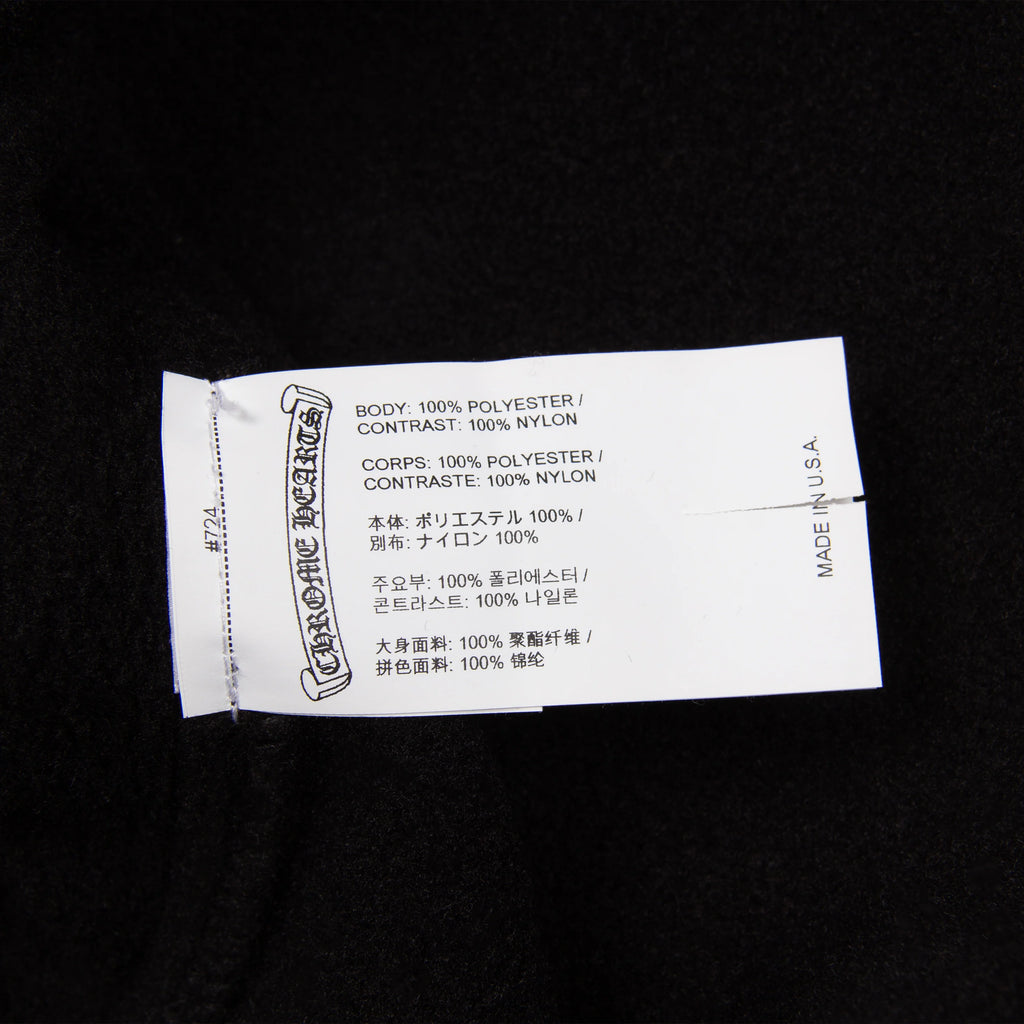 #724
CHROME HEARTS
BODY: 100% POLYESTER /
CONTRAST: 100% NYLON
CORPS: 100% POLYESTER /
CONTRASTE: 100% NYLON
本体: ポリエステル 100% /
別布: ナイロン 100%
주요부: 100% 폴리에스터 /
콘트라스트: 100% 나일론
大身面料: 100% 聚酯纤维 /
拼色面料: 100% 锦纶
MADE IN U.S.A.